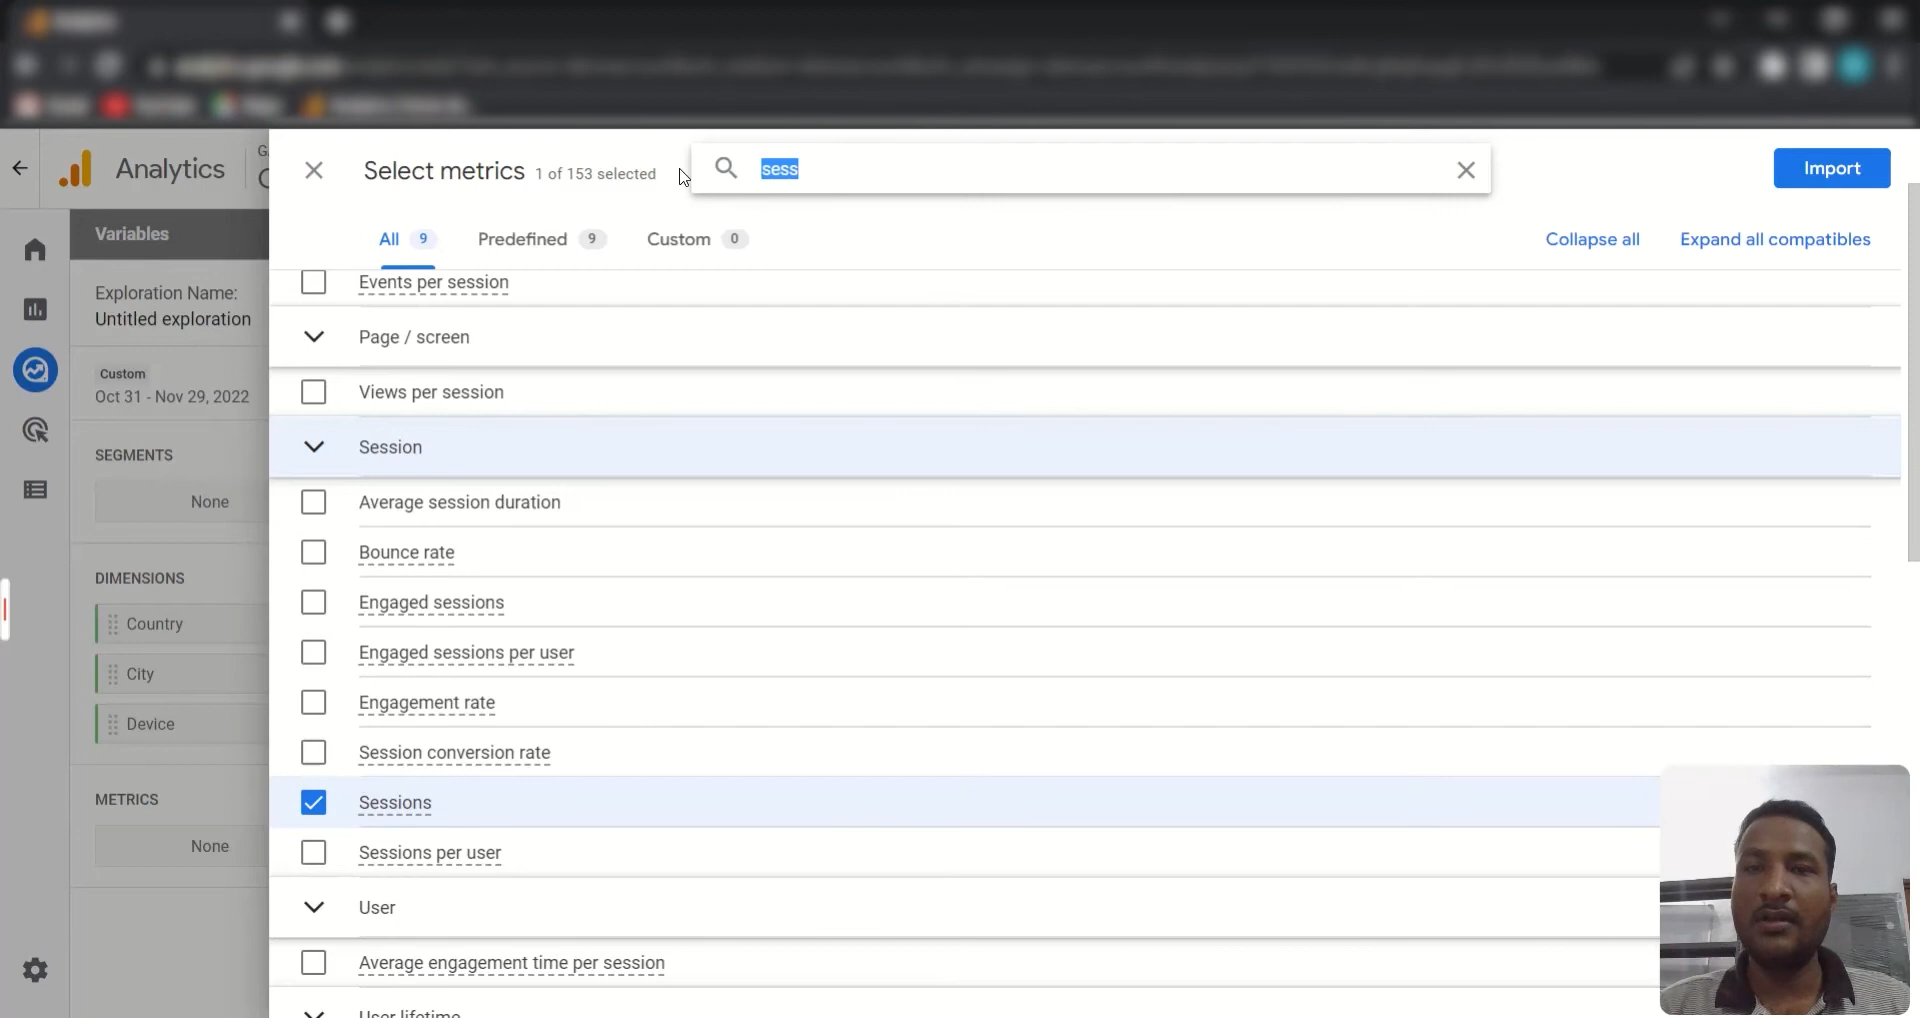 Analytics
Select metrics
1 of 153 selected
sess
Import
All 9
Predefined 9
Custom 0
Collapse all
Expand all compatibles
Variables
Exploration Name:
Untitled exploration
Custom
Oct 31 - Nov 29, 2022
SEGMENTS
None
DIMENSIONS
Country
City
Device
METRICS
None
Events per session
Page / screen
Views per session
Session
Average session duration
Bounce rate
Engaged sessions
Engaged sessions per user
Engagement rate
Session conversion rate
Sessions
Sessions per user
User
Average engagement time per session
User lifetime